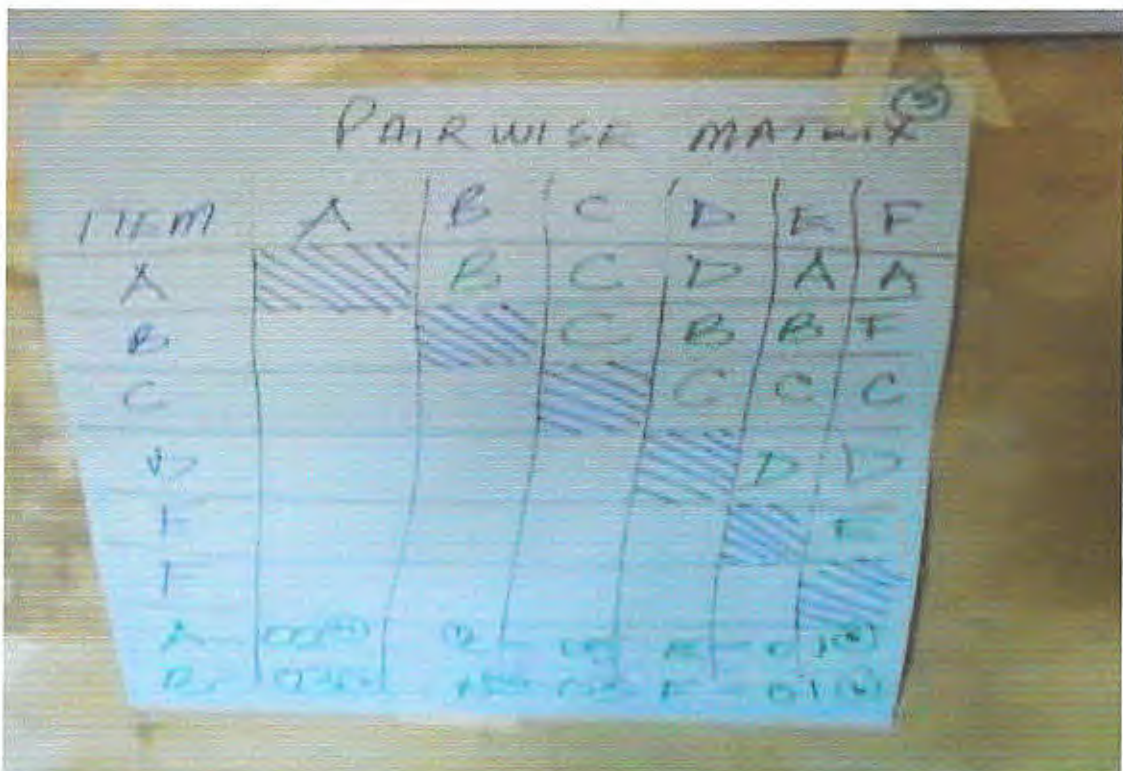 PAIRWISE MATRIX
ITEM A B C D E F
A B C D A A
B C B B F
C C C C
D D D
E E
F
A -